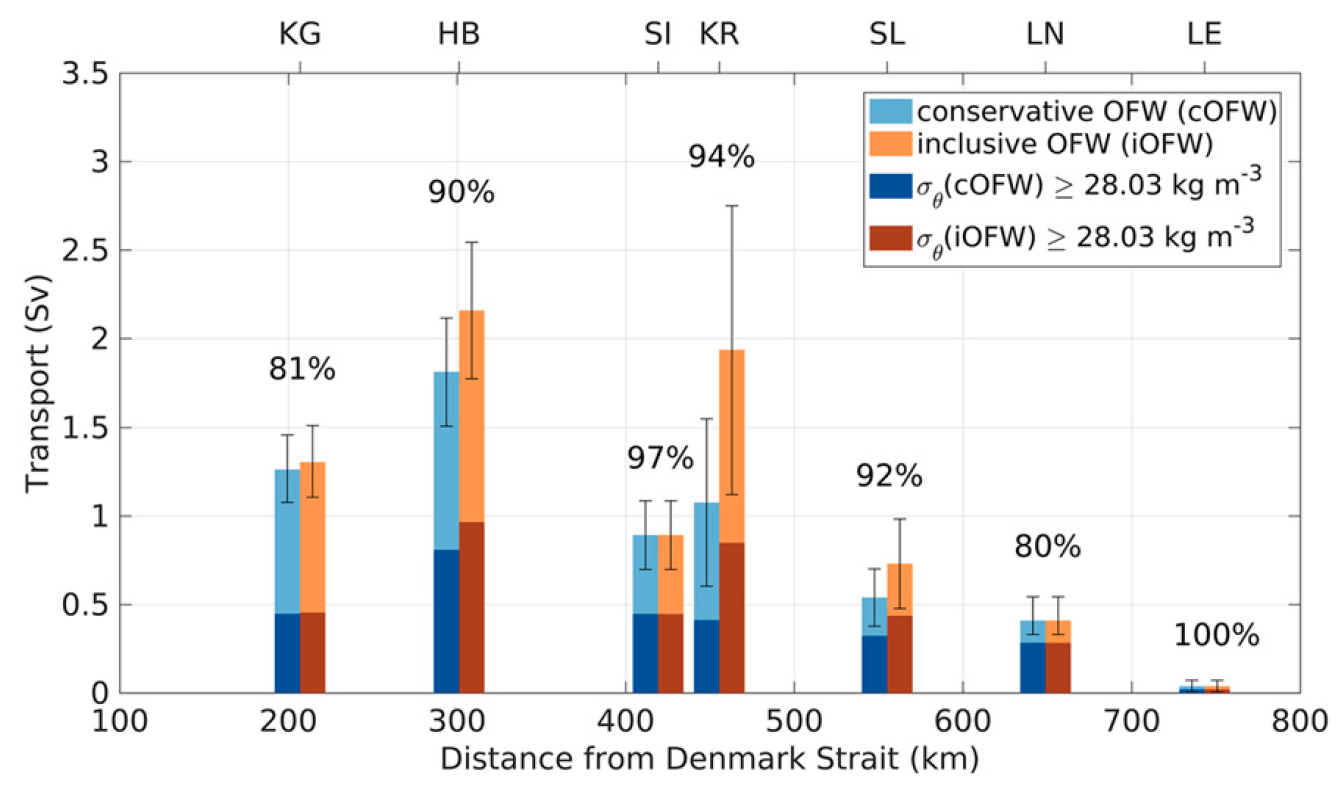 KG HB SI KR SL LN LE
3.5
3
2.5
2
1.5
1
0.5
0
Transport (Sv)
conservative OFW (cOFW)
inclusive OFW (iOFW)
σθ(cOFW) ≥ 28.03 kg m-3
σθ(iOFW) ≥ 28.03 kg m-3
81%
90%
97%
94%
92%
80%
100%
100 200 300 400 500 600 700 800
Distance from Denmark Strait (km)